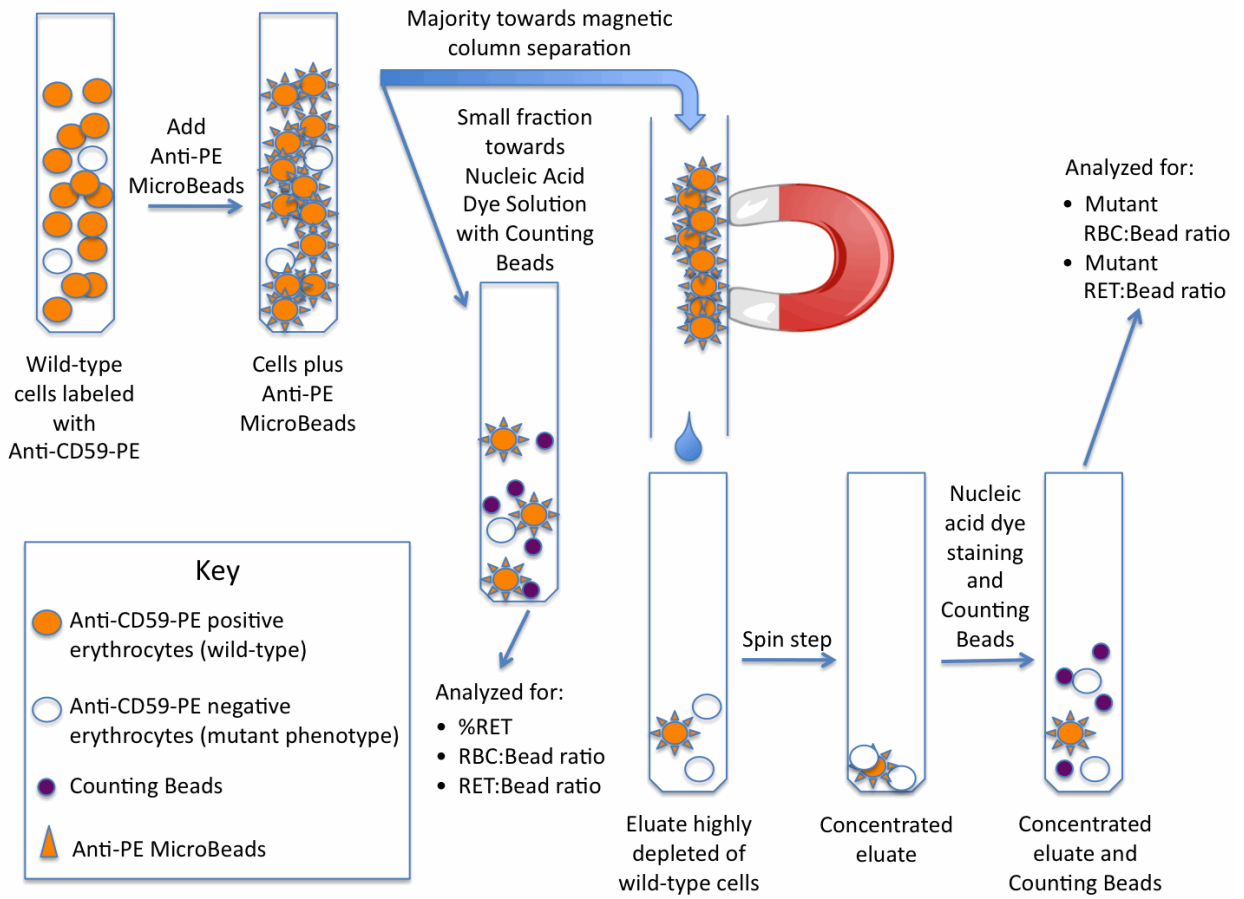 Majority towards magnetic
column separation
Add
Anti-PE
MicroBeads
Small fraction
towards
Nucleic Acid
Dye Solution
with Counting
Beads
Analyzed for:
• Mutant
RBC:Bead ratio
• Mutant
RET:Bead ratio
Wild-type
cells labeled
with
Anti-CD59-PE
Cells plus
Anti-PE
MicroBeads
Key
Anti-CD59-PE positive
erythrocytes (wild-type)
Anti-CD59-PE negative
erythrocytes (mutant phenotype)
Counting Beads
Anti-PE MicroBeads
Analyzed for:
• %RET
• RBC:Bead ratio
• RET:Bead ratio
Spin step
Nucleic
acid dye
staining
and
Counting
Beads
Eluate highly
depleted of
wild-type cells
Concentrated
eluate
Concentrated
eluate and
Counting Beads